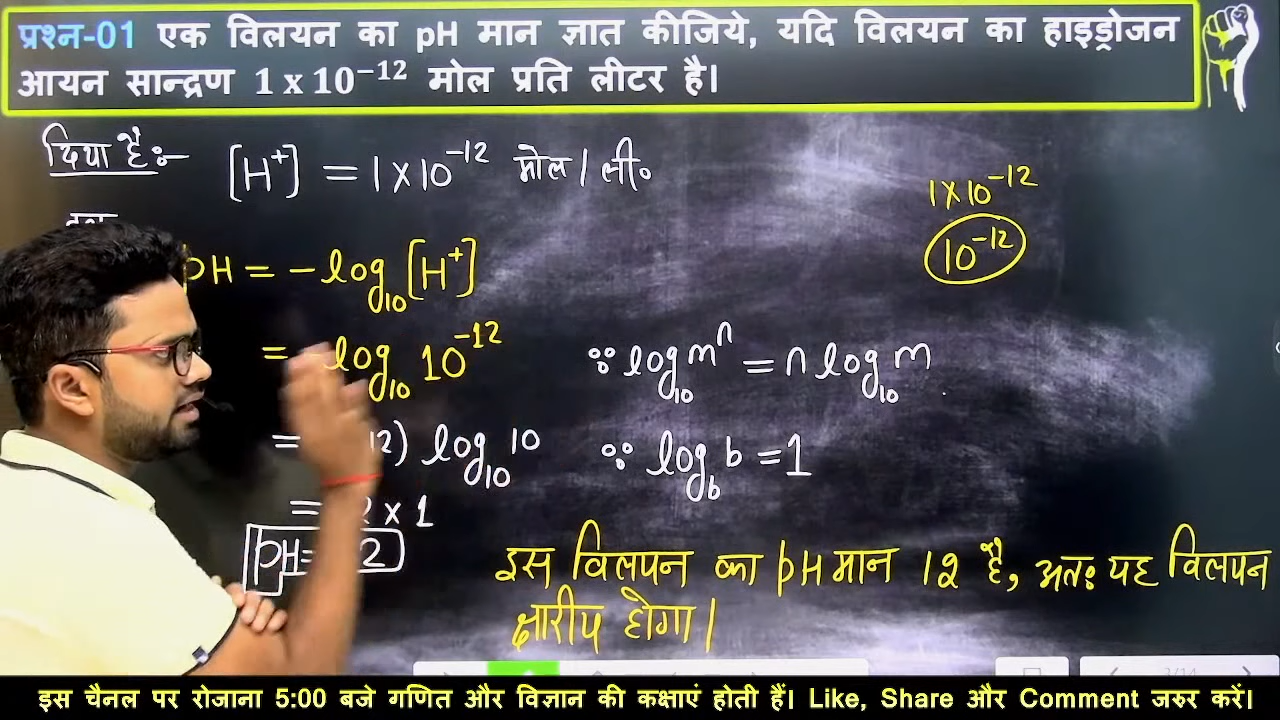 प्रश्न-01 एक विलयन का pH मान ज्ञात कीजिये, यदि विलयन का हाइड्रोजन
आयन सान्द्रण 1 x 10⁻¹² मोल प्रति लीटर है।
दिया है:- [H⁺] = 1×10⁻¹² मोल/ली०
1×10⁻¹²
10⁻¹²
pH = -log₁₀[H⁺]
= -log₁₀ 10⁻¹² ∵ log₁₀ mⁿ = n log₁₀ m
= 12) log₁₀ 10 ∵ log_b b = 1
= 2 × 1
pH= 2
इस विलयन का pH मान 12 है, अतः यह विलयन
क्षारीय होगा।
इस चैनल पर रोजाना 5:00 बजे गणित और विज्ञान की कक्षाएं होती हैं। Like, Share और Comment जरुर करें।